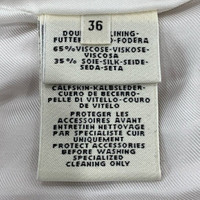 36
DOU LINING-
FUTTER FODERA
65%VISCOSE-VISKOSE-
VISCOSA
35% SOIE-SILK-SEIDE-
SEDA-SETA
CALFSKIN-KALBSLEDER-
CUERO DE BECERRO-
PELLE DI VITELLO-COURO
DE VITELO
PROTEGER LES
ACCESSOIRES AVANT
ENTRETIEN NETTOYAGE
PAR SPECIALISTE CUIR
UNIQUEMENT
PROTECT ACCESSORIES
BEFORE WASHING
SPECIALIZED
CLEANING ONLY